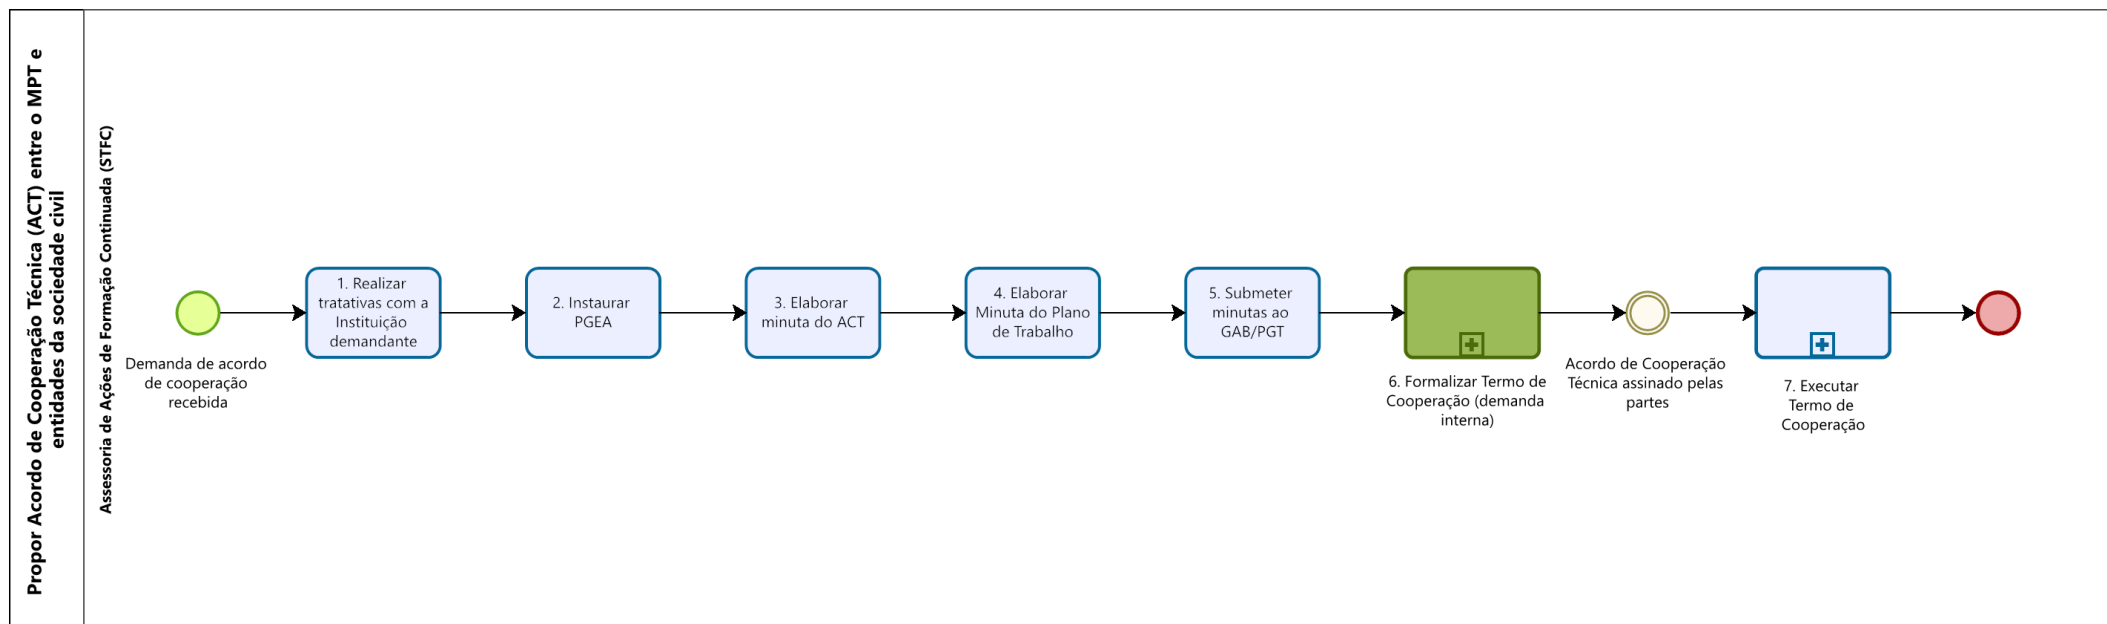 Propor Acordo de Cooperação Técnica (ACT) entre o MPT e
entidades da sociedade civil
Assessoria de Ações de Formação Continuada (STFC)
Demanda de acordo
de cooperação
recebida
1. Realizar
tratativas com a
Instituição
demandante
2. Instaurar
PGEA
3. Elaborar
minuta do ACT
4. Elaborar
Minuta do Plano
de Trabalho
5. Submeter
minutas ao
GAB/PGT
6. Formalizar Termo de
Cooperação (demanda
interna)
Acordo de Cooperação
Técnica assinado pelas
partes
7. Executar
Termo de
Cooperação